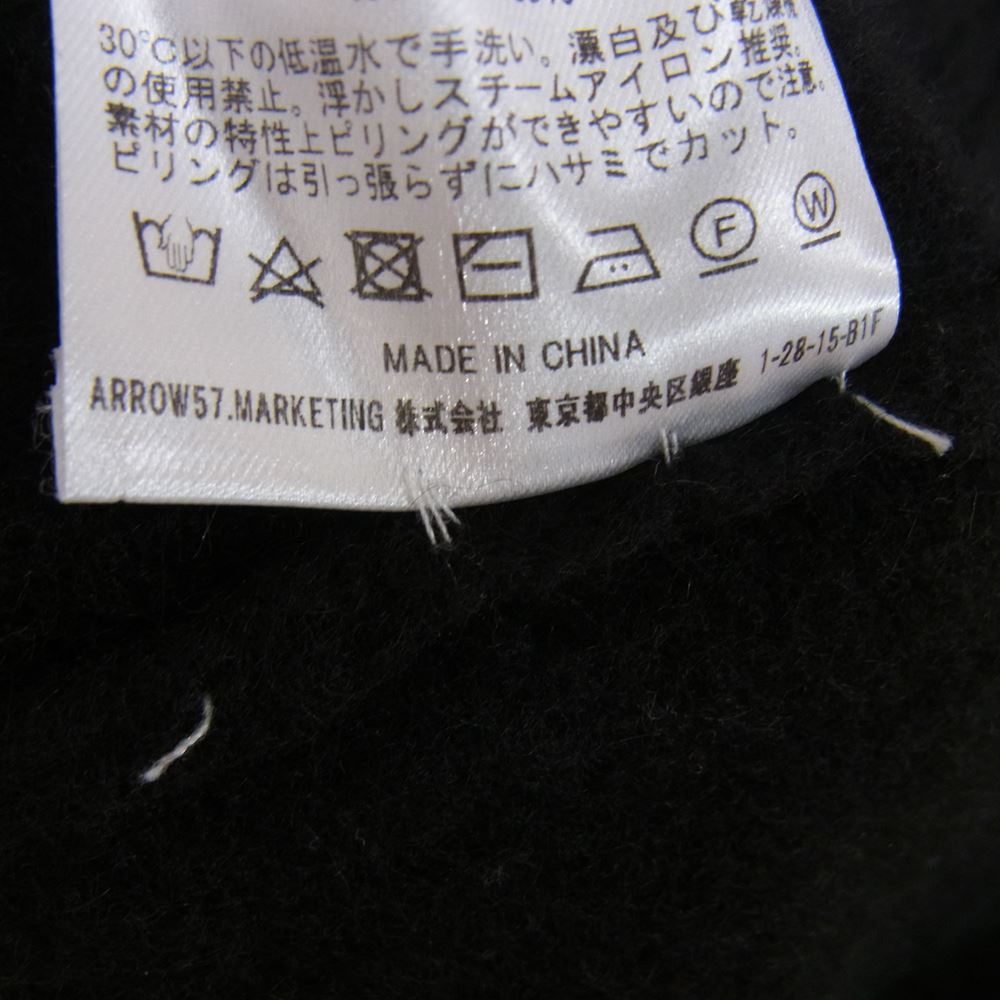 30℃以下の低温水で手洗い。漂白及び乾燥機
の使用禁止。浮かしスチームアイロン推奨。
素材の特性上ピリングができやすいので注意。
ピリングは引っ張らずにハサミでカット。
F W
MADE IN CHINA
ARROW57.MARKETING 株式会社 東京都中央区銀座 1-28-15-B1F